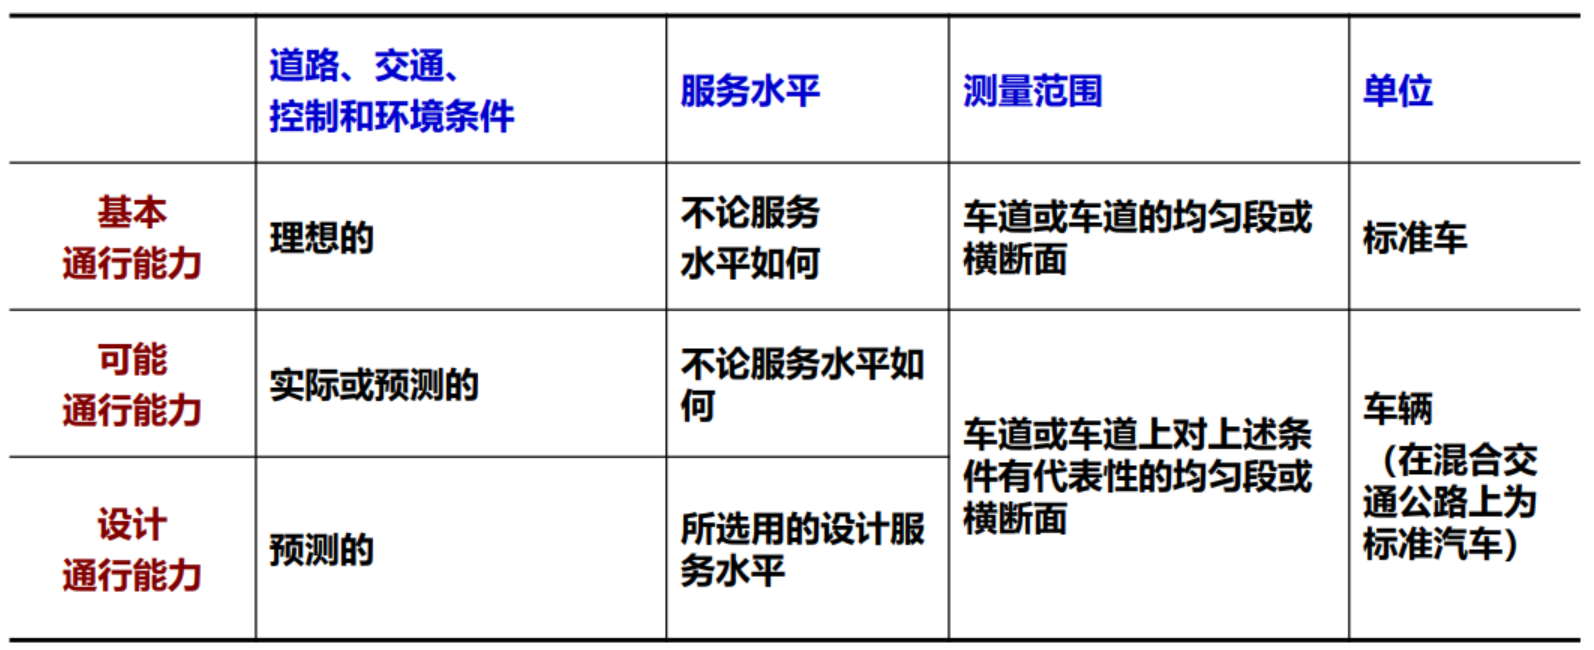 道路、交通、
控制和环境条件
服务水平
测量范围
单位
基本
通行能力
理想的
不论服务
水平如何
车道或车道的均匀段或
横断面
标准车
可能
通行能力
实际或预测的
不论服务水平如
何
车道或车道上对上述条
件有代表性的均匀段或
横断面
车辆
（在混合交
通公路上为
标准汽车）
设计
通行能力
预测的
所选用的设计服
务水平